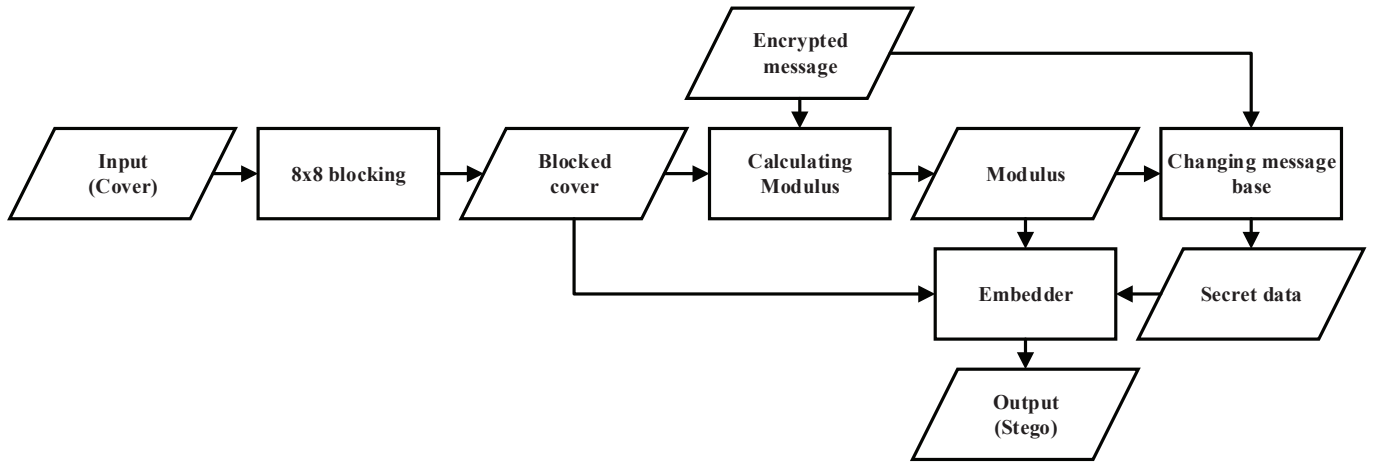 Encrypted
message
Input
(Cover)
8x8 blocking
Blocked
cover
Calculating
Modulus
Modulus
Changing message
base
Embedder
Secret data
Output
(Stego)